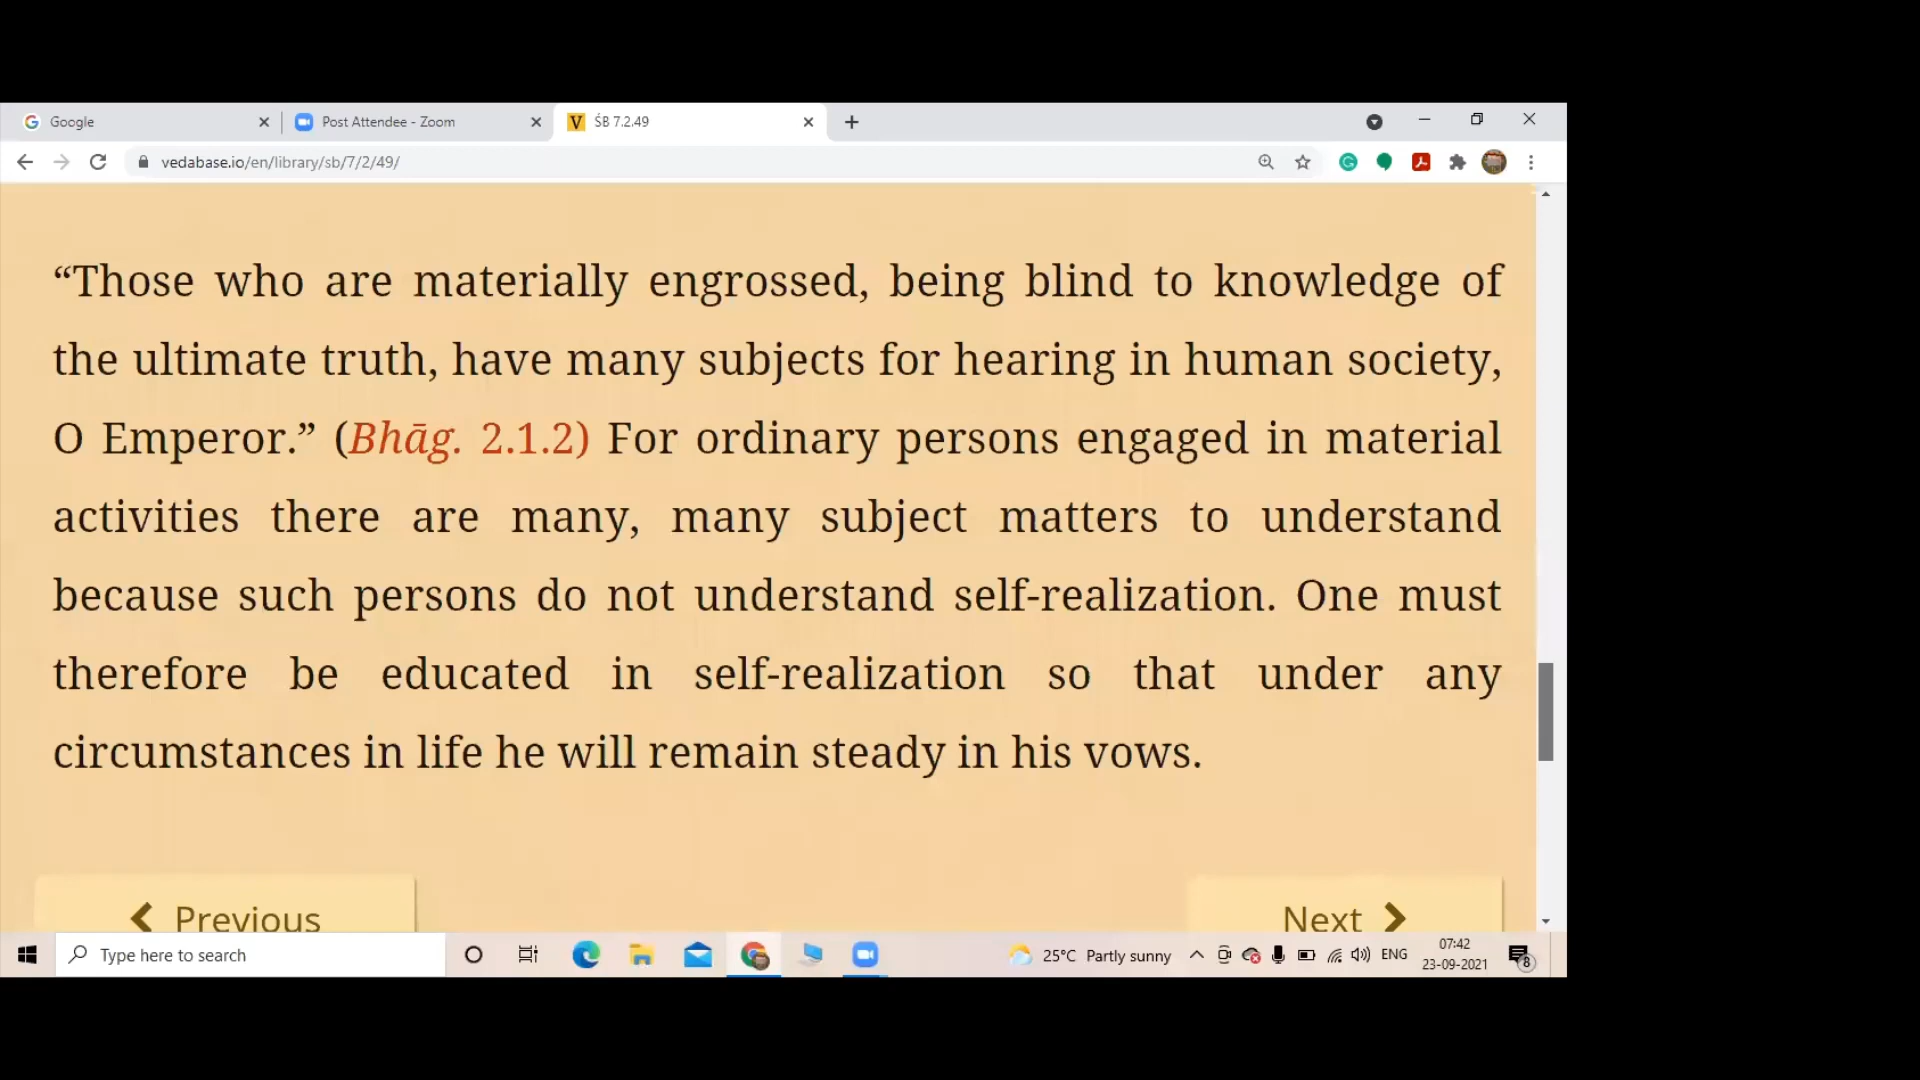 Google
Post Attendee - Zoom
ŚB 7.2.49
vedabase.io/en/library/sb/7/2/49/
“Those who are materially engrossed, being blind to knowledge of
the ultimate truth, have many subjects for hearing in human society,
O Emperor.” (Bhāg. 2.1.2) For ordinary persons engaged in material
activities there are many, many subject matters to understand
because such persons do not understand self-realization. One must
therefore be educated in self-realization so that under any
circumstances in life he will remain steady in his vows.
Previous
Next
Type here to search
25°C Partly sunny
ENG
07:42
23-09-2021
8